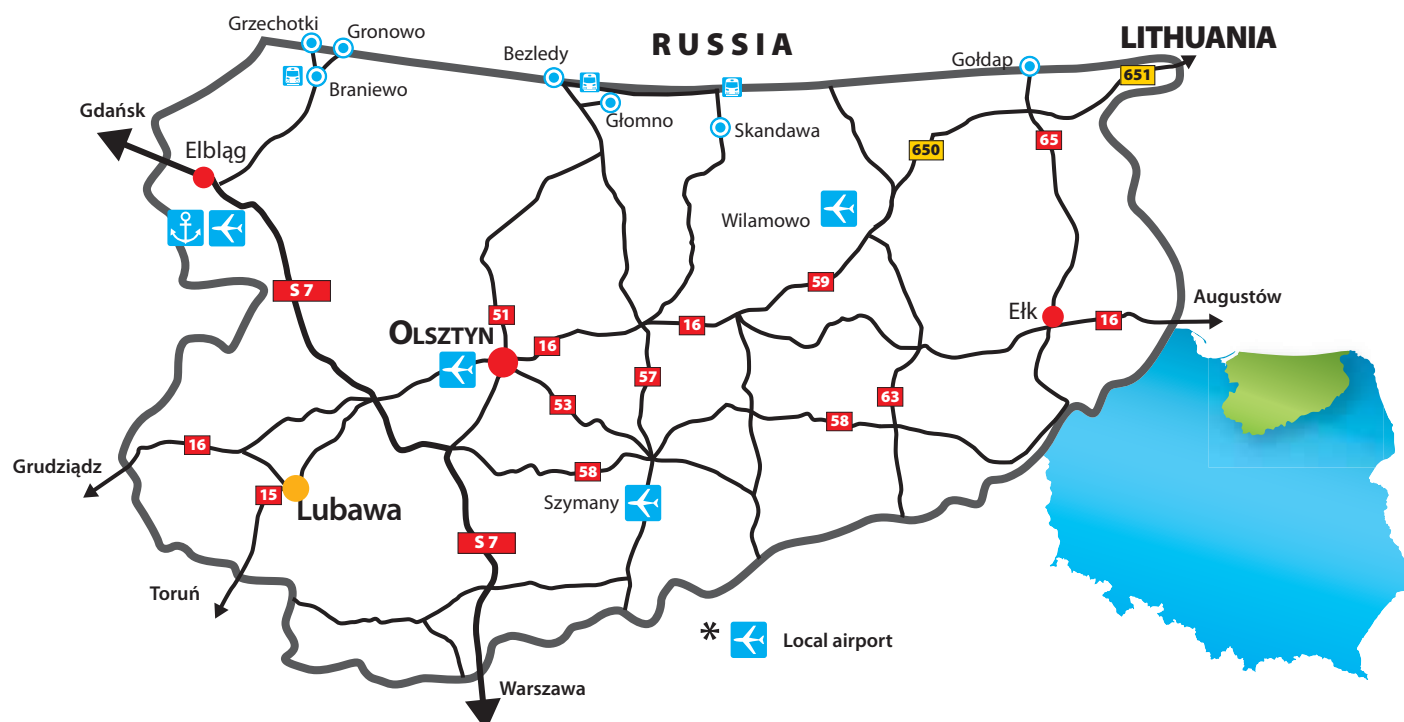 Grzechotki
Gronowo
RUSSIA
LITHUANIA
Bezledy
Gołdap
651
Braniewo
Gdańsk
Głomno
Skandawa
65
650
Elbląg
Wilamowo
59
S 7
Augustów
51
Ełk
16
16
OLSZTYN
16
57
63
53
58
16
Grudziądz
58
15
Lubawa
Szymany
S 7
Toruń
* Local airport
Warszawa